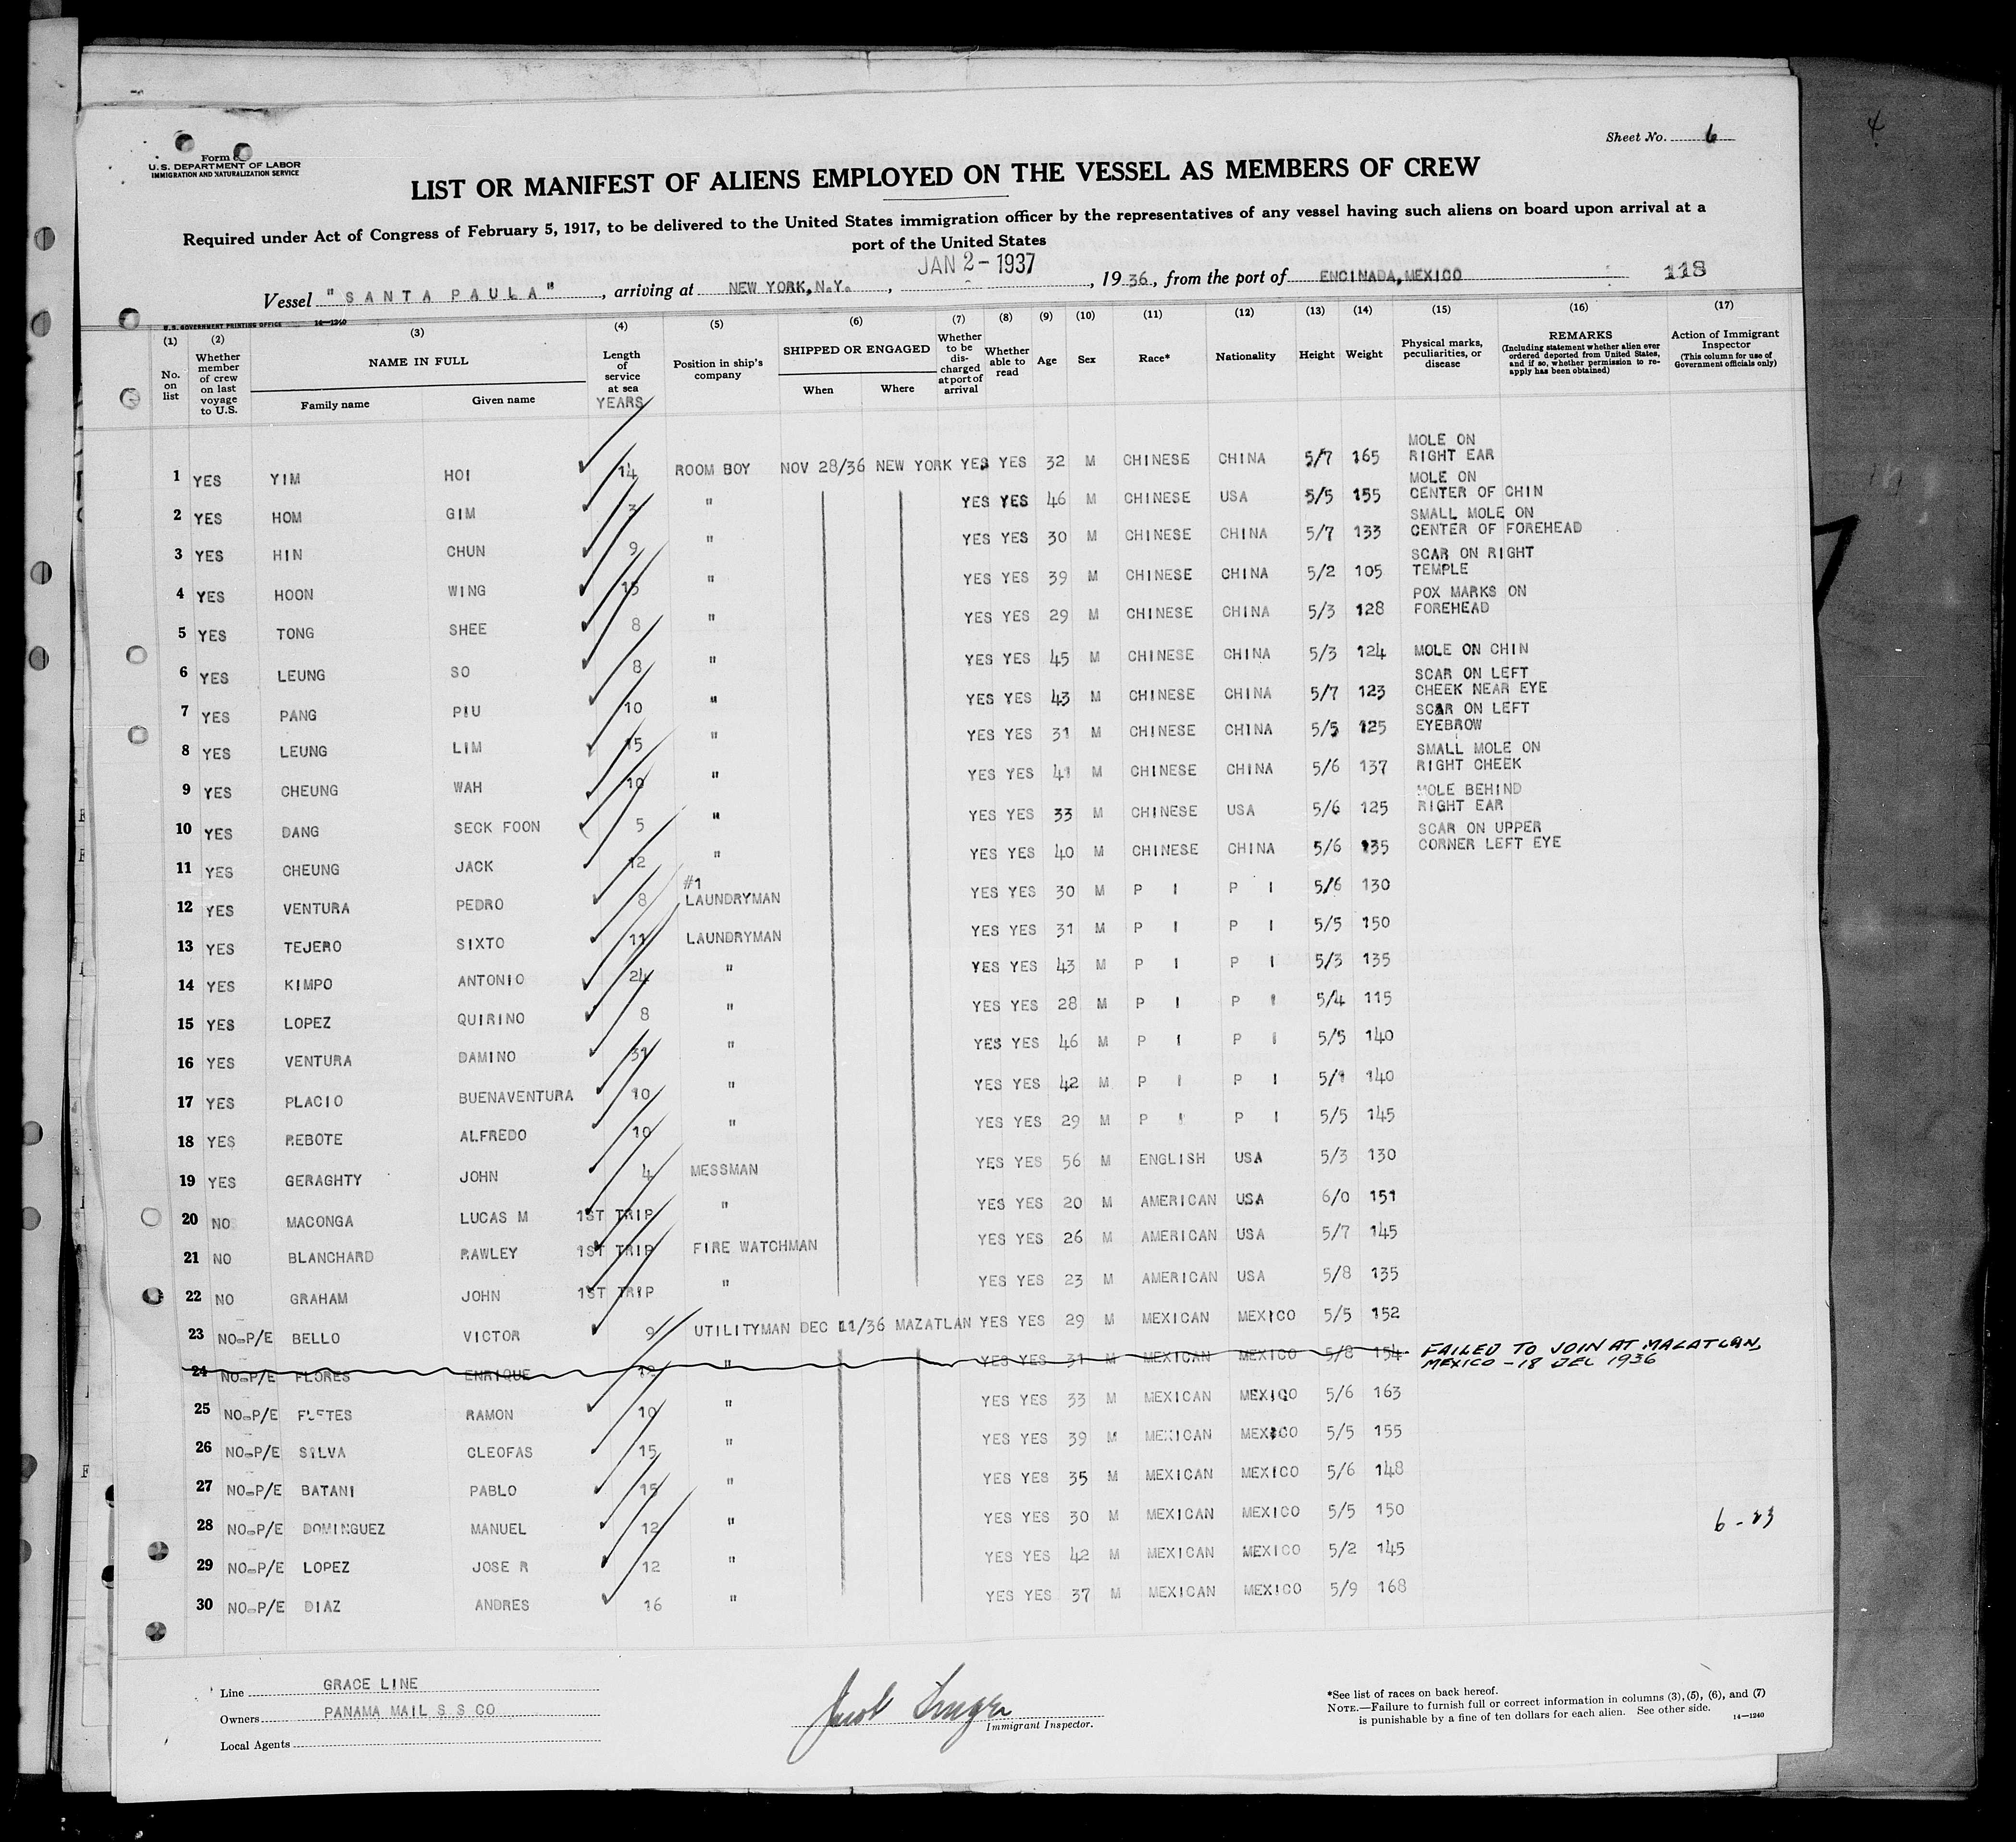 Sheet No. 6
Form
U.S. DEPARTMENT OF LABOR
IMMIGRATION AND NATURALIZATION SERVICE
LIST OR MANIFEST OF ALIENS EMPLOYED ON THE VESSEL AS MEMBERS OF CREW
Required under Act of Congress of February 5, 1917, to be delivered to the United States immigration officer by the representatives of any vessel having such aliens on board upon arrival at a
port of the United States
JAN 2 - 1937
Vessel "SANTA PAULA", arriving at NEW YORK, N.Y., , 1936, from the port of ENCINADA, MEXICO 118
U.S. GOVERNMENT PRINTING OFFICE 14—1240
(1) No. on list
(2) Whether member of crew on last voyage to U.S.
(3) NAME IN FULL Family name Given name
(4) Length of service at sea YEARS
(5) Position in ship's company
(6) SHIPPED OR ENGAGED When Where
(7) Whether to be discharged at port of arrival
(8) Whether able to read
(9) Age
(10) Sex
(11) Race*
(12) Nationality
(13) Height
(14) Weight
(15) Physical marks, peculiarities, or disease
(16) REMARKS (Including statement whether alien ever ordered deported from United States, and if so, whether permission to reapply has been obtained)
(17) Action of Immigrant Inspector (This column for use of Government officials only)
1 YES YIM HOI 14 ROOM BOY NOV 28/36 NEW YORK YES YES 32 M CHINESE CHINA 5/7 165 MOLE ON RIGHT EAR
2 YES HOM GIM 3 " YES YES 46 M CHINESE USA 5/5 155 MOLE ON CENTER OF CHIN
3 YES HIN CHUN 9 " YES YES 30 M CHINESE CHINA 5/7 133 SMALL MOLE ON CENTER OF FOREHEAD
4 YES HOON WING 15 " YES YES 39 M CHINESE CHINA 5/2 105 SCAR ON RIGHT TEMPLE
5 YES TONG SHEE 8 " YES YES 29 M CHINESE CHINA 5/3 128 POX MARKS ON FOREHEAD
6 YES LEUNG SO 8 " YES YES 45 M CHINESE CHINA 5/3 124 MOLE ON CHIN
7 YES PANG PIU 10 " YES YES 43 M CHINESE CHINA 5/7 123 SCAR ON LEFT CHEEK NEAR EYE
8 YES LEUNG LIM 15 " YES YES 31 M CHINESE CHINA 5/5 125 SCAR ON LEFT EYEBROW
9 YES CHEUNG WAH 10 " YES YES 41 M CHINESE CHINA 5/6 137 SMALL MOLE ON RIGHT CHEEK
10 YES DANG SECK FOON 5 " YES YES 33 M CHINESE USA 5/6 125 MOLE BEHIND RIGHT EAR
11 YES CHEUNG JACK 12 " YES YES 40 M CHINESE CHINA 5/6 135 SCAR ON UPPER CORNER LEFT EYE
12 YES VENTURA PEDRO 8 #1 LAUNDRYMAN YES YES 30 M P I P I 5/6 130
13 YES TEJERO SIXTO 11 LAUNDRYMAN YES YES 31 M P I P I 5/5 150
14 YES KIMPO ANTONIO 24 " YES YES 43 M P I P I 5/3 135
15 YES LOPEZ QUIRINO 8 " YES YES 28 M P I P I 5/4 115
16 YES VENTURA DAMINO 31 " YES YES 46 M P I P I 5/5 140
17 YES PLACIO BUENAVENTURA 10 " YES YES 42 M P I P I 5/1 140
18 YES REBOTE ALFREDO 10 " YES YES 29 M P I P I 5/5 145
19 YES GERAGHTY JOHN 4 MESSMAN YES YES 56 M ENGLISH USA 5/3 130
20 NO MACONGA LUCAS M 1ST TRIP " YES YES 20 M AMERICAN USA 6/0 151
21 NO BLANCHARD RAWLEY 1ST TRIP FIRE WATCHMAN YES YES 26 M AMERICAN USA 5/7 145
22 NO GRAHAM JOHN 1ST TRIP " YES YES 23 M AMERICAN USA 5/8 135
23 NO-P/E BELLO VICTOR 9 UTILITYMAN DEC 11/36 MAZATLAN YES YES 29 M MEXICAN MEXICO 5/5 152
24 NO-P/E FLORES ENRIQUE 12 " YES YES 31 M MEXICAN MEXICO 5/8 154 FAILED TO JOIN AT MAZATLAN, MEXICO - 18 DEC 1936
25 NO-P/E FLETES RAMON 10 " YES YES 33 M MEXICAN MEXICO 5/6 163
26 NO-P/E SILVA CLEOFAS 15 " YES YES 39 M MEXICAN MEXICO 5/5 155
27 NO-P/E BATANI PABLO 15 " YES YES 35 M MEXICAN MEXICO 5/6 148
28 NO-P/E DOMINGUEZ MANUEL 12 " YES YES 30 M MEXICAN MEXICO 5/5 150 6-23
29 NO-P/E LOPEZ JOSE R 12 " YES YES 42 M MEXICAN MEXICO 5/2 145
30 NO-P/E DIAZ ANDRES 16 " YES YES 37 M MEXICAN MEXICO 5/9 168
Line GRACE LINE
Owners PANAMA MAIL S S CO
Local Agents
Jacob
Immigrant Inspector.
*See list of races on back hereof.
NOTE.—Failure to furnish full or correct information in columns (3), (5), (6), and (7)
is punishable by a fine of ten dollars for each alien. See other side.
14—1240